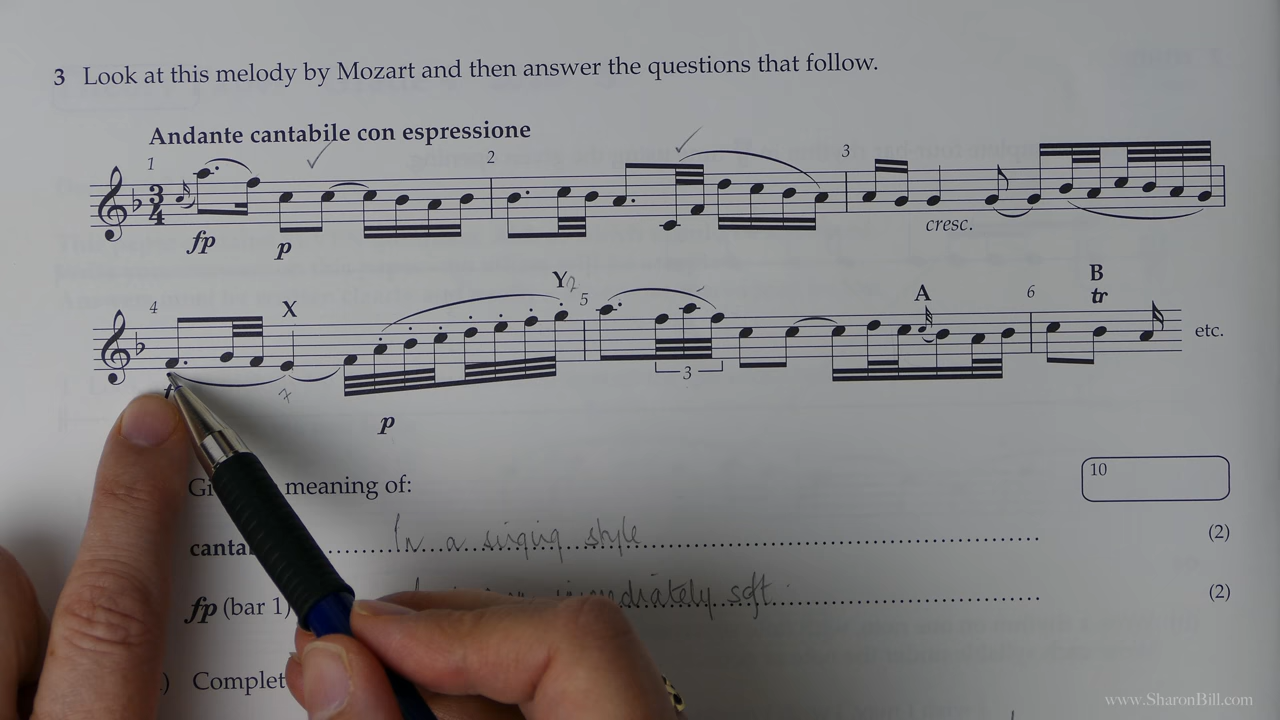 3 Look at this melody by Mozart and then answer the questions that follow.
Andante cantabile con espressione
1 2 3
fp p cresc.
4 X Y 5 A 6 B
tr
3
etc.
p
meaning of:
10
In a singing style (2)
fp (bar 1) immediately soft (2)
Complet
www.SharonBill.com